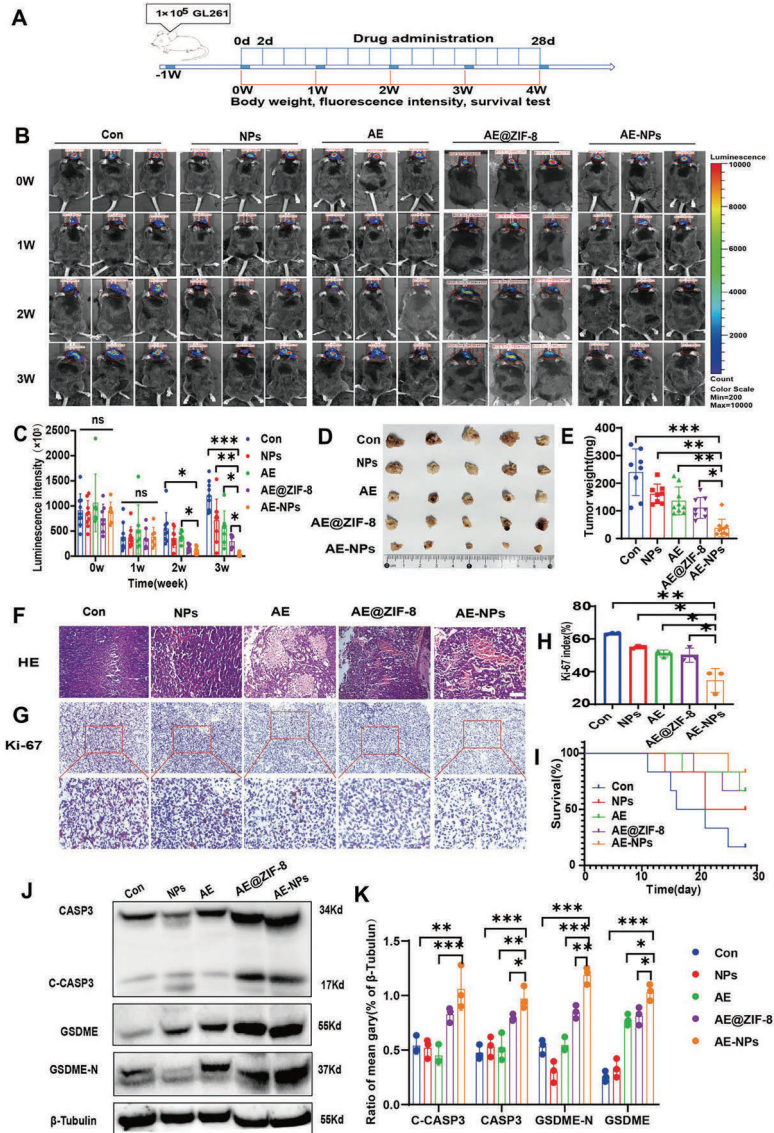 A
1×10⁵ GL261
0d 2d Drug administration 28d
-1W 0W 1W 2W 3W 4W
Body weight, fluorescence intensity, survival test
B
Con NPs AE AE@ZIF-8 AE-NPs
Luminescence
0W
1W
2W
3W
10000
8000
6000
4000
2000
Count
Color Scale
Min=200
Max=10000
C
Luminescence intensity (×10³)
2500
2000
1500
1000
500
0
ns
ns
*
*
***
**
*
*
0w 1w 2w 3w
Time(week)
Con
NPs
AE
AE@ZIF-8
AE-NPs
D
Con
NPs
AE
AE@ZIF-8
AE-NPs
E
Tumor weight(mg)
400
300
200
100
0
***
**
**
*
Con NPs AE AE@ZIF-8 AE-NPs
F
Con NPs AE AE@ZIF-8 AE-NPs
HE
G
Ki-67
H
Ki-67 index(%)
80
60
40
20
**
*
*
*
Con NPs AE AE@ZIF-8 AE-NPs
I
Survival(%)
100
50
0
Con
NPs
AE
AE@ZIF-8
AE-NPs
0 10 20 30
Time(day)
J
Con NPs AE AE@ZIF-8 AE-NPs
CASP3 34Kd
C-CASP3 17Kd
GSDME 55Kd
GSDME-N 37Kd
β-Tubulin 55Kd
K
Ratio of mean gary(% of β-Tubulun)
1.5
1.0
0.5
0.0
**
***
***
**
*
***
***
**
***
*
*
C-CASP3 CASP3 GSDME-N GSDME
Con
NPs
AE
AE@ZIF-8
AE-NPs